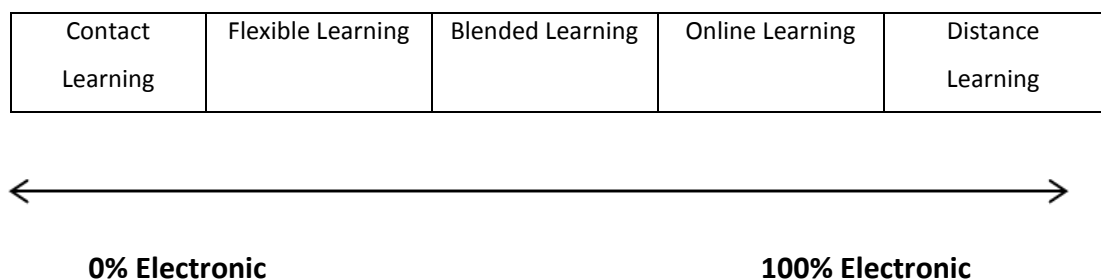 Contact Flexible Learning Blended Learning Online Learning Distance
Learning Learning
0% Electronic 100% Electronic